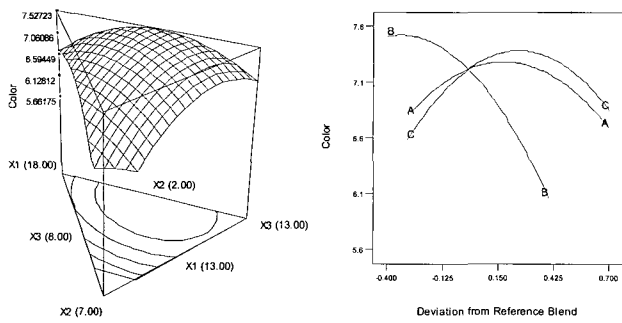 7.52723
7.06086
6.59449
6.12812
5.66175
Color
X1 (18.00)
X2 (2.00)
X3 (13.00)
X3 (8.00)
X1 (13.00)
X2 (7.00)
7.6
7.1
6.6
6.1
5.6
Color
B
A
C
C
A
B
-0.400
-0.125
0.150
0.425
0.700
Deviation from Reference Blend